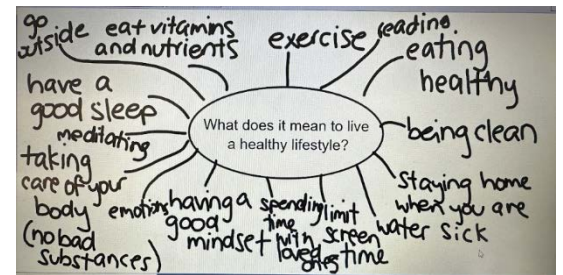 go
outside
eat vitamins
and nutrients
exercise
reading
eating
healthy
being clean
staying home
when you are
sick
water
limit
screen
time
spending
time
with
loved
ones
having a
good
mindset
emotions
taking
care of your
body
(no bad
substances)
meditating
have a
good sleep
What does it mean to live
a healthy lifestyle?